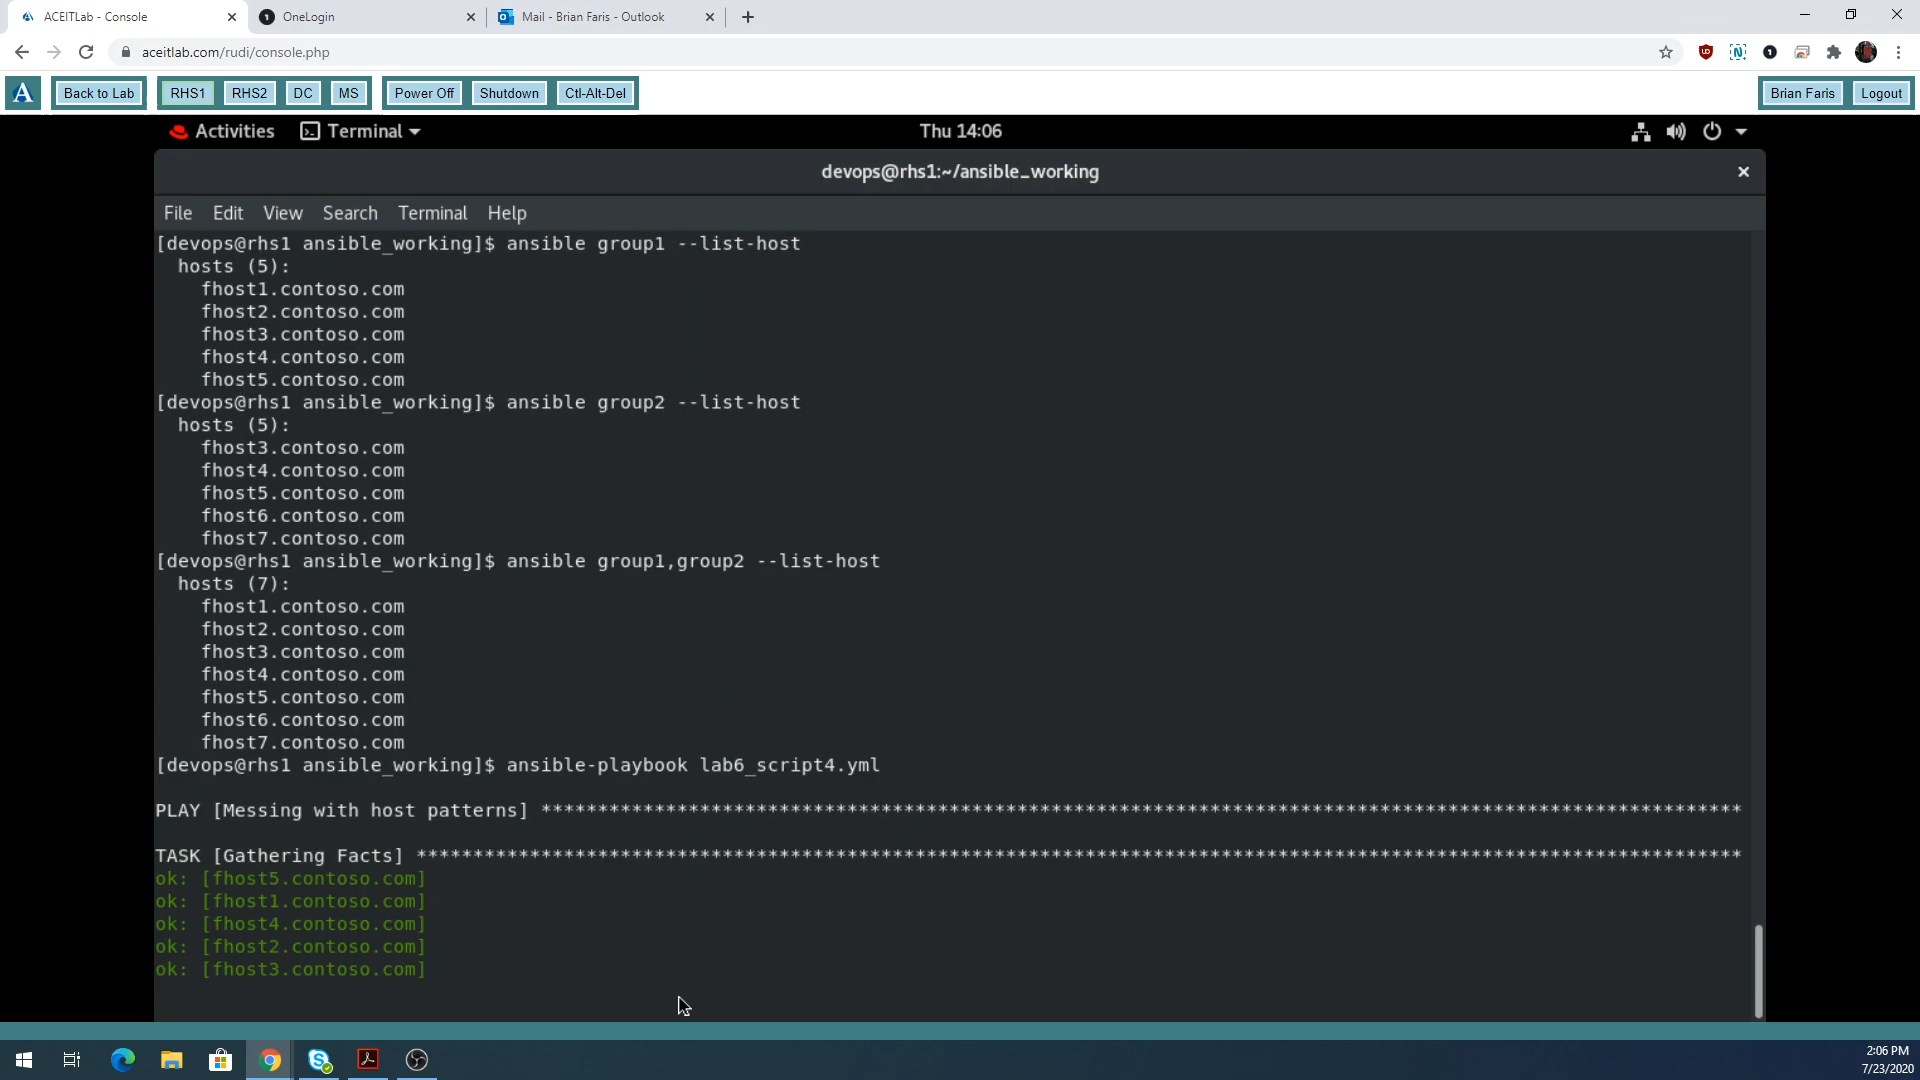 ACEITLab - Console
OneLogin
Mail - Brian Faris - Outlook
aceitlab.com/rudi/console.php
Back to Lab RHS1 RHS2 DC MS Power Off Shutdown Ctl-Alt-Del Brian Faris Logout
Activities Terminal Thu 14:06
devops@rhs1:~/ansible_working
File Edit View Search Terminal Help
[devops@rhs1 ansible_working]$ ansible group1 --list-host
  hosts (5):
    fhost1.contoso.com
    fhost2.contoso.com
    fhost3.contoso.com
    fhost4.contoso.com
    fhost5.contoso.com
[devops@rhs1 ansible_working]$ ansible group2 --list-host
  hosts (5):
    fhost3.contoso.com
    fhost4.contoso.com
    fhost5.contoso.com
    fhost6.contoso.com
    fhost7.contoso.com
[devops@rhs1 ansible_working]$ ansible group1,group2 --list-host
  hosts (7):
    fhost1.contoso.com
    fhost2.contoso.com
    fhost3.contoso.com
    fhost4.contoso.com
    fhost5.contoso.com
    fhost6.contoso.com
    fhost7.contoso.com
[devops@rhs1 ansible_working]$ ansible-playbook lab6_script4.yml
PLAY [Messing with host patterns] **********************************************************************************************************
TASK [Gathering Facts] *********************************************************************************************************************
ok: [fhost5.contoso.com]
ok: [fhost1.contoso.com]
ok: [fhost4.contoso.com]
ok: [fhost2.contoso.com]
ok: [fhost3.contoso.com]
2:06 PM
7/23/2020